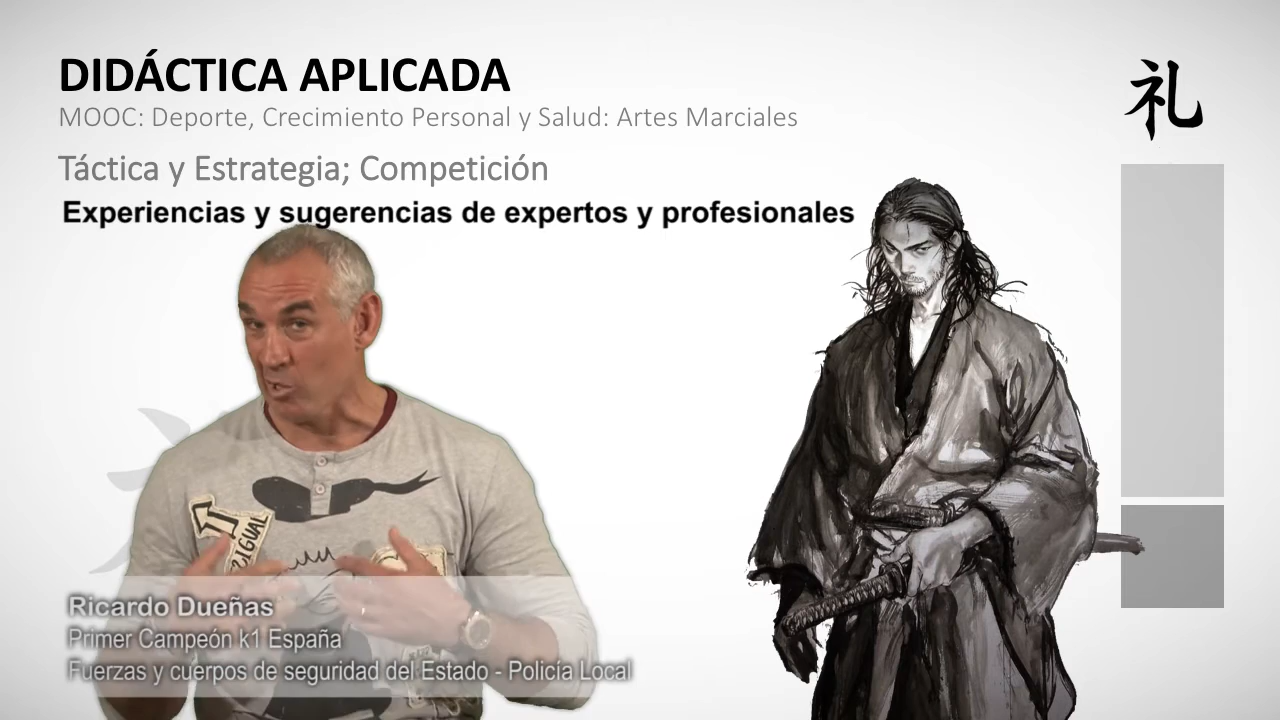 DIDÁCTICA APLICADA
礼
MOOC: Deporte, Crecimiento Personal y Salud: Artes Marciales
Táctica y Estrategia; Competición
Experiencias y sugerencias de expertos y profesionales
IGUAL
Ricardo Dueñas
Primer Campeón k1 España
Fuerzas y cuerpos de seguridad del Estado - Policía Local